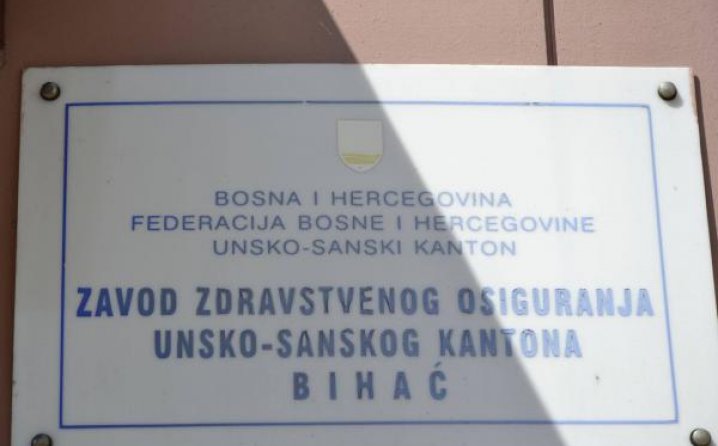 BOSNA I HERCEGOVINA
FEDERACIJA BOSNE I HERCEGOVINE
UNSKO-SANSKI KANTON
ZAVOD ZDRAVSTVENOG OSIGURANJA
UNSKO-SANSKOG KANTONA
BIHAĆ